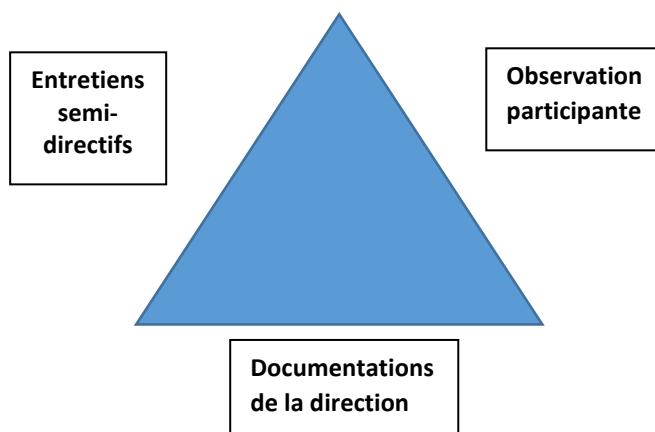 Entretiens
semi-
directifs
Observation
participante
Documentations
de la direction